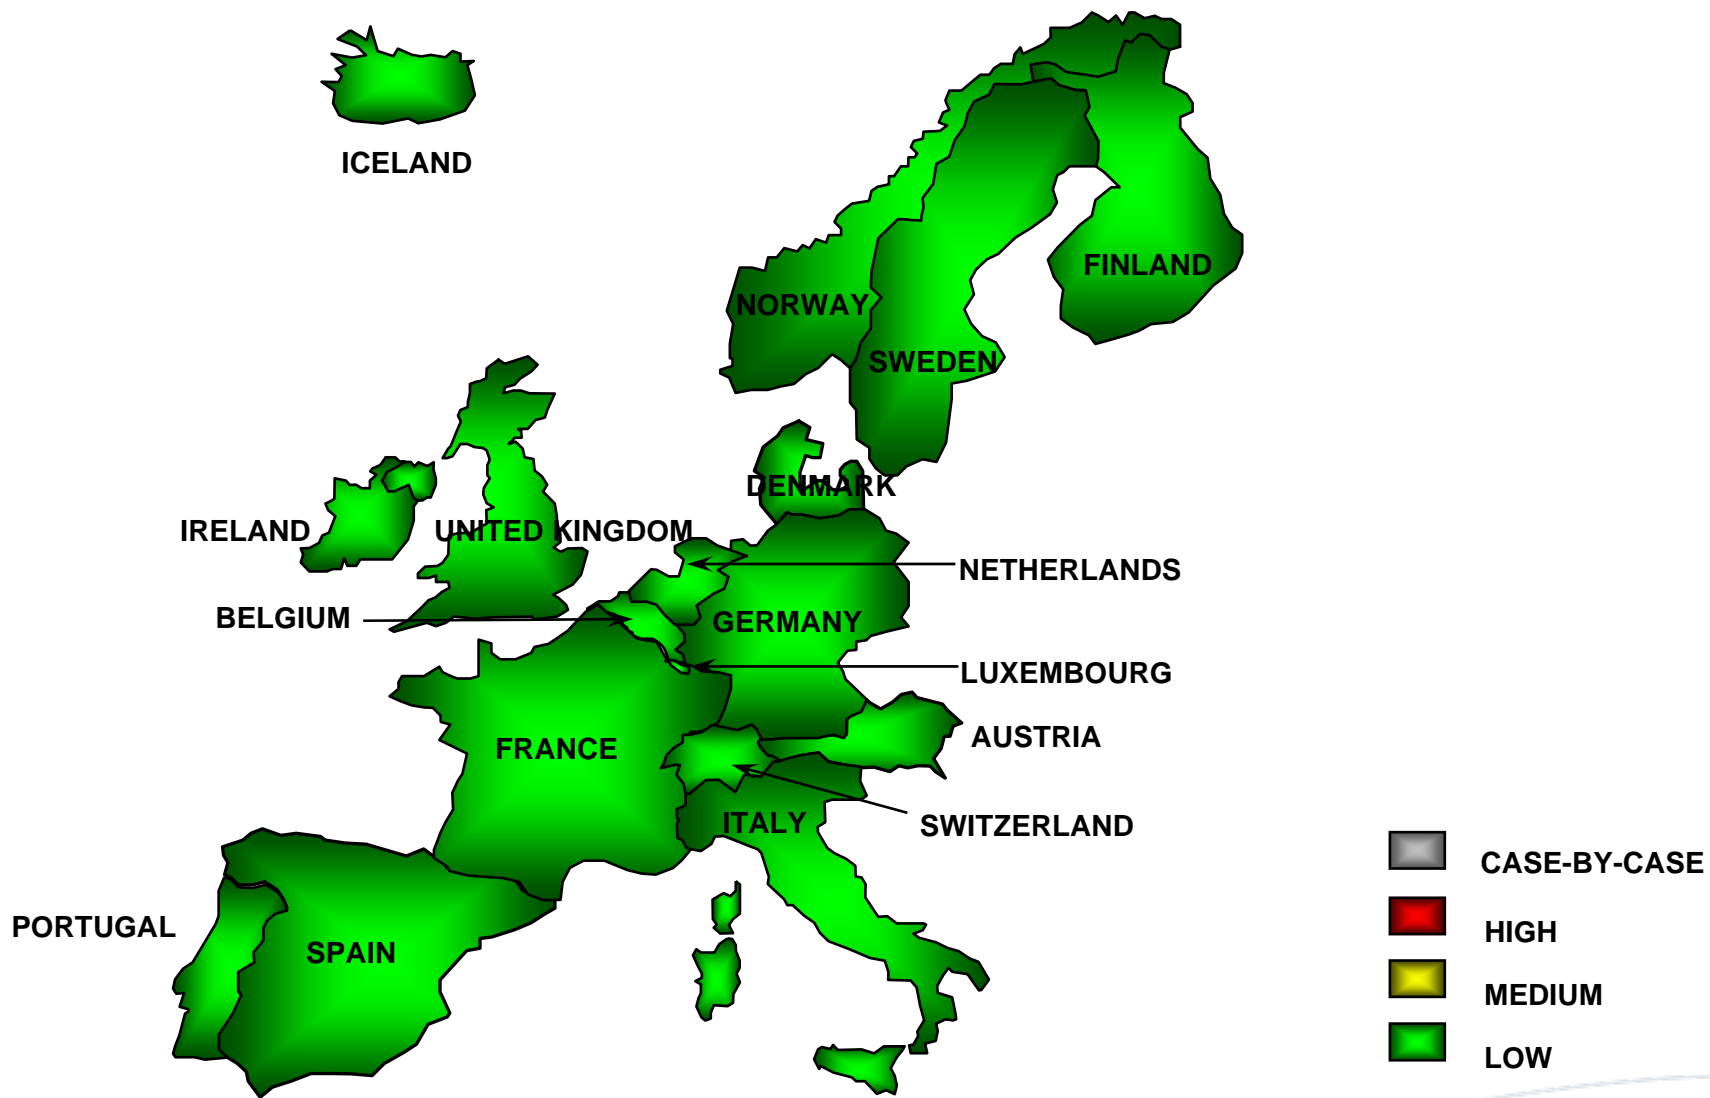 ICELAND
FINLAND
NORWAY
SWEDEN
DENMARK
IRELAND
UNITED KINGDOM
NETHERLANDS
BELGIUM
GERMANY
LUXEMBOURG
AUSTRIA
FRANCE
ITALY
SWITZERLAND
PORTUGAL
SPAIN
CASE-BY-CASE
HIGH
MEDIUM
LOW